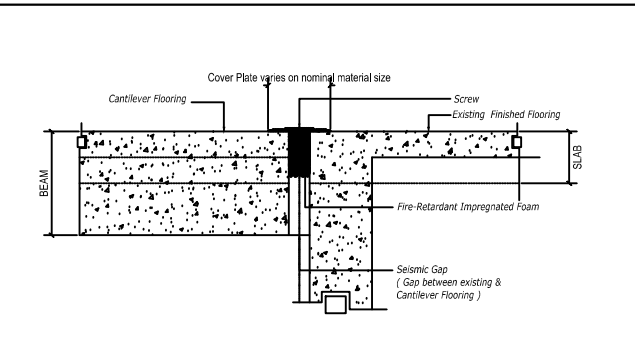 Cover Plate varies on nominal material size
Cantilever Flooring
Screw
Existing Finished Flooring
BEAM
SLAB
Fire-Retardant Impregnated Foam
Seismic Gap
( Gap between existing &
Cantilever Flooring )